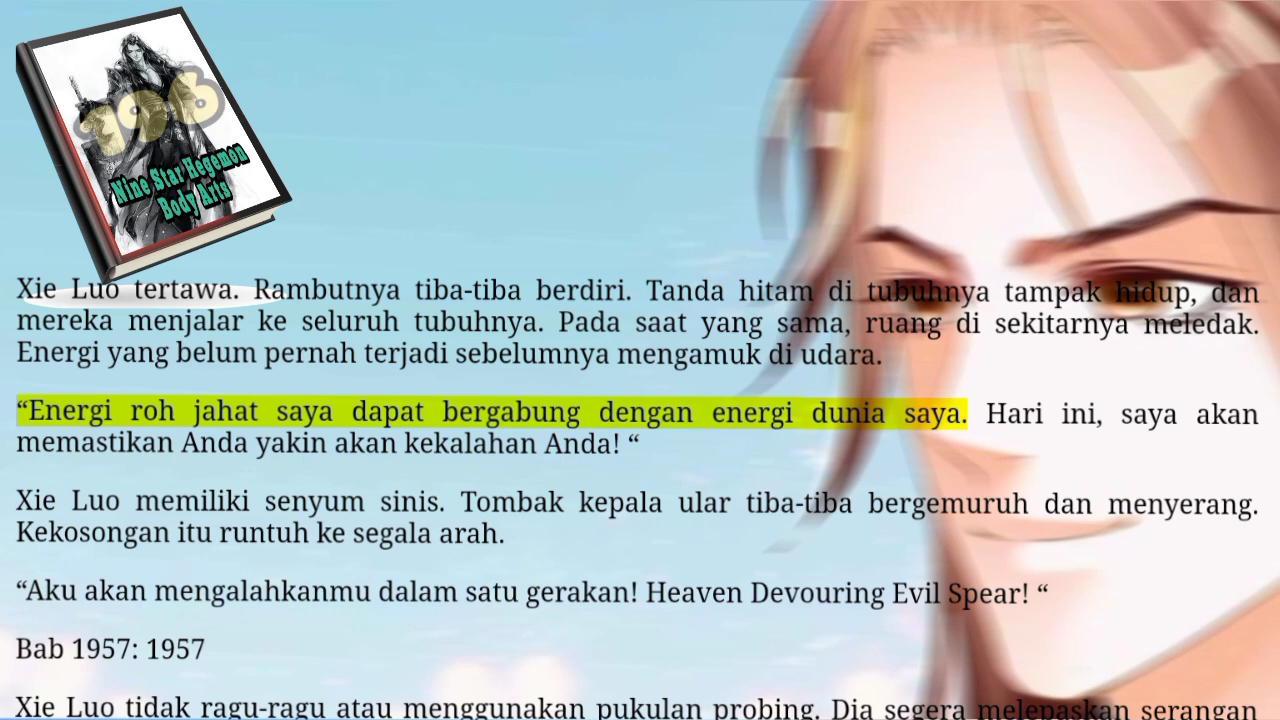 196
Nine Star Hegemon
Body Arts
Xie Luo tertawa. Rambutnya tiba-tiba berdiri. Tanda hitam di tubuhnya tampak hidup, dan
mereka menjalar ke seluruh tubuhnya. Pada saat yang sama, ruang di sekitarnya meledak.
Energi yang belum pernah terjadi sebelumnya mengamuk di udara.
“Energi roh jahat saya dapat bergabung dengan energi dunia saya. Hari ini, saya akan
memastikan Anda yakin akan kekalahan Anda! “
Xie Luo memiliki senyum sinis. Tombak kepala ular tiba-tiba bergemuruh dan menyerang.
Kekosongan itu runtuh ke segala arah.
“Aku akan mengalahkanmu dalam satu gerakan! Heaven Devouring Evil Spear! “
Bab 1957: 1957
Xie Luo tidak ragu-ragu atau menggunakan pukulan probing. Dia segera melepaskan serangan